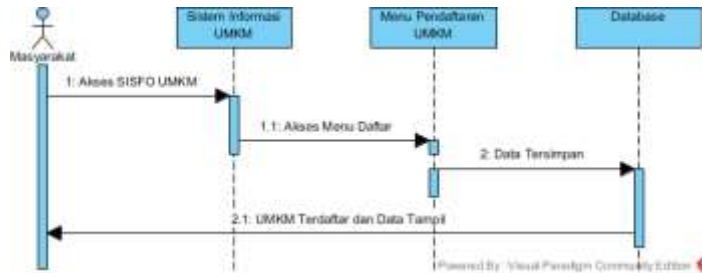 Sistem Informasi
UMKM
Menu Pendaftaran
UMKM
Database
Masyarakat
1: Akses SISFO UMKM
1.1: Akses Menu Daftar
2: Data Tersimpan
2.1: UMKM Terdaftar dan Data Tampil
Powered By Visual Paradigm Community Edition